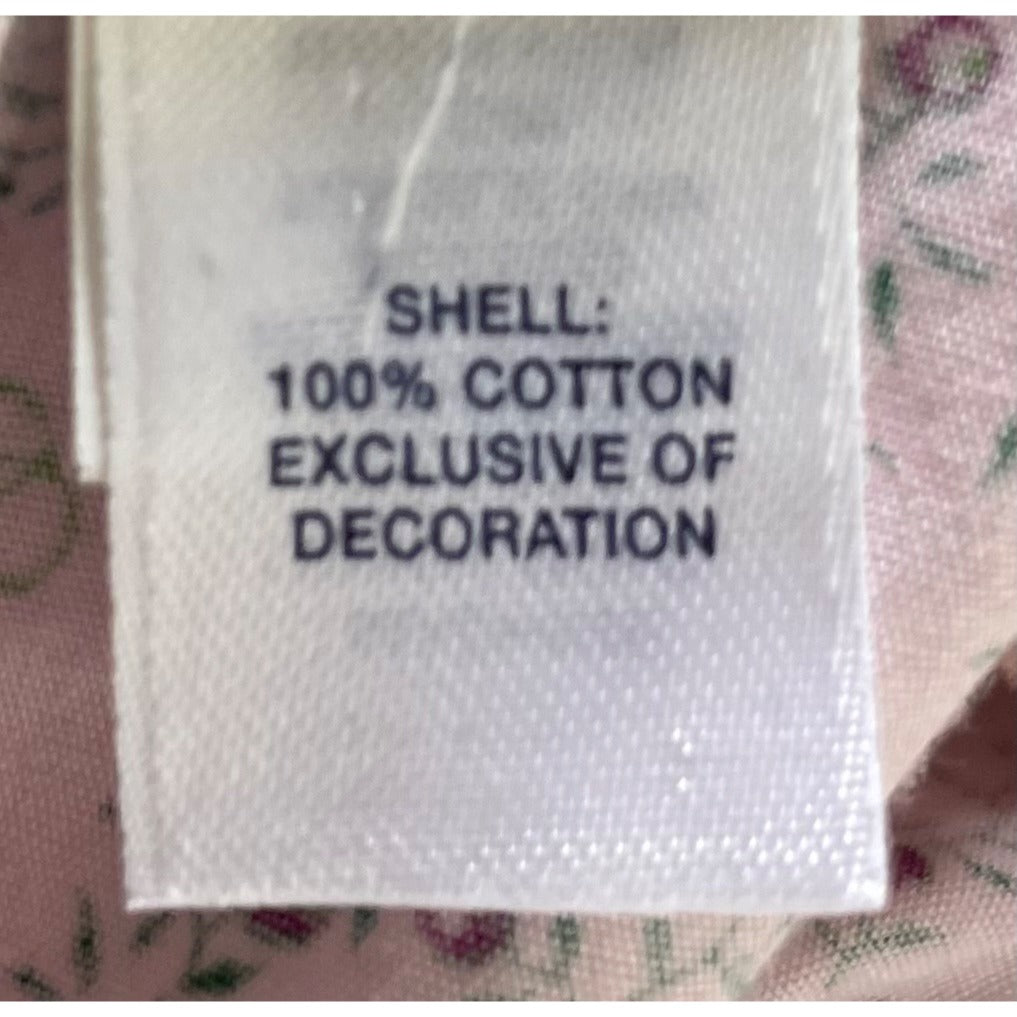 SHELL:
100% COTTON
EXCLUSIVE OF
DECORATION